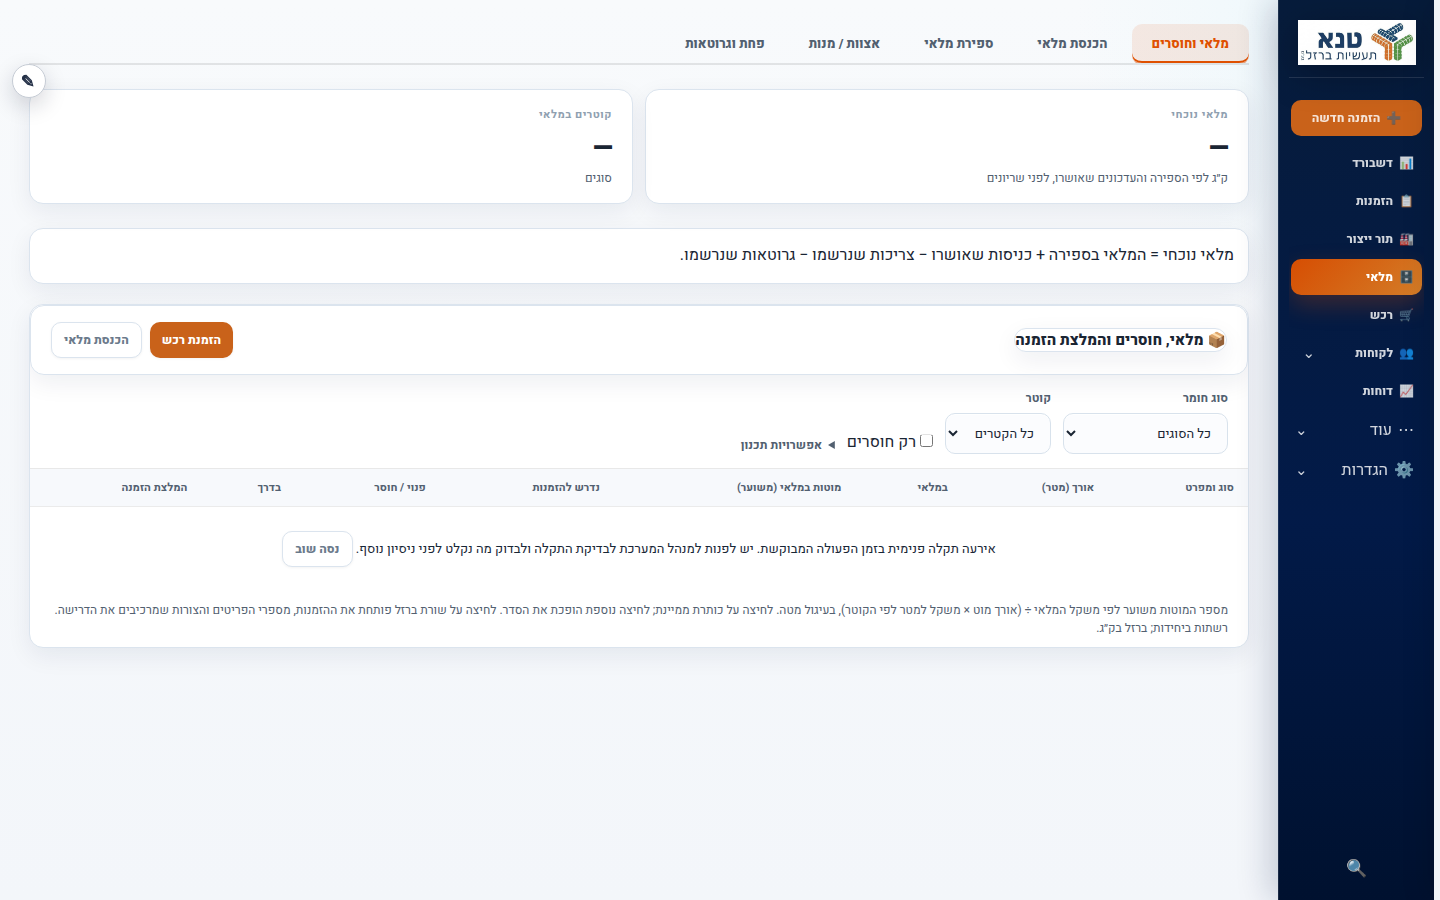 טנא
תעשיות ברזל
הזמנה חדשה
דשבורד
הזמנות
תור ייצור
מלאי
רכש
לקוחות
דוחות
עוד
הגדרות
מלאי וחוסרים
הכנסת מלאי
ספירת מלאי
אצוות / מנות
פחת וגרוטאות
מלאי נוכחי
—
ק״ג לפי הספירה והעדכונים שאושרו, לפני שריונים
קוטרים במלאי
—
סוגים
מלאי נוכחי = המלאי בספירה + כניסות שאושרו − צריכות שנרשמו − גרוטאות שנרשמו.
מלאי, חוסרים והמלצת הזמנה
הזמנת רכש
הכנסת מלאי
סוג חומר
קוטר
כל הסוגים
כל הקטרים
רק חוסרים
אפשרויות תכנון
סוג ומפרט
אורך (מטר)
במלאי
מוטות במלאי (משוער)
נדרש להזמנות
פנוי / חוסר
בדרך
המלצת הזמנה
אירעה תקלה פנימית בזמן הפעולה המבוקשת. יש לפנות למנהל המערכת לבדיקת התקלה ולבדוק מה נקלט לפני ניסיון נוסף.
נסה שוב
מספר המוטות משוער לפי משקל המלאי ÷ (אורך מוט × משקל למטר לפי הקוטר), בעיגול מטה. לחיצה על כותרת ממיינת; לחיצה נוספת הופכת את הסדר. לחיצה על שורת ברזל פותחת את ההזמנות, מספרי הפריטים והצורות שמרכיבים את הדרישה.
רשתות ביחידות; ברזל בק״ג.